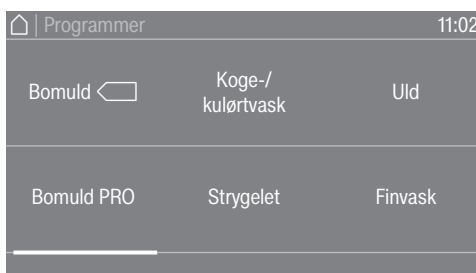 Programmer 11:02
Bomuld Koge-/ Uld
kulørtvask
Bomuld PRO Strygelet Finvask